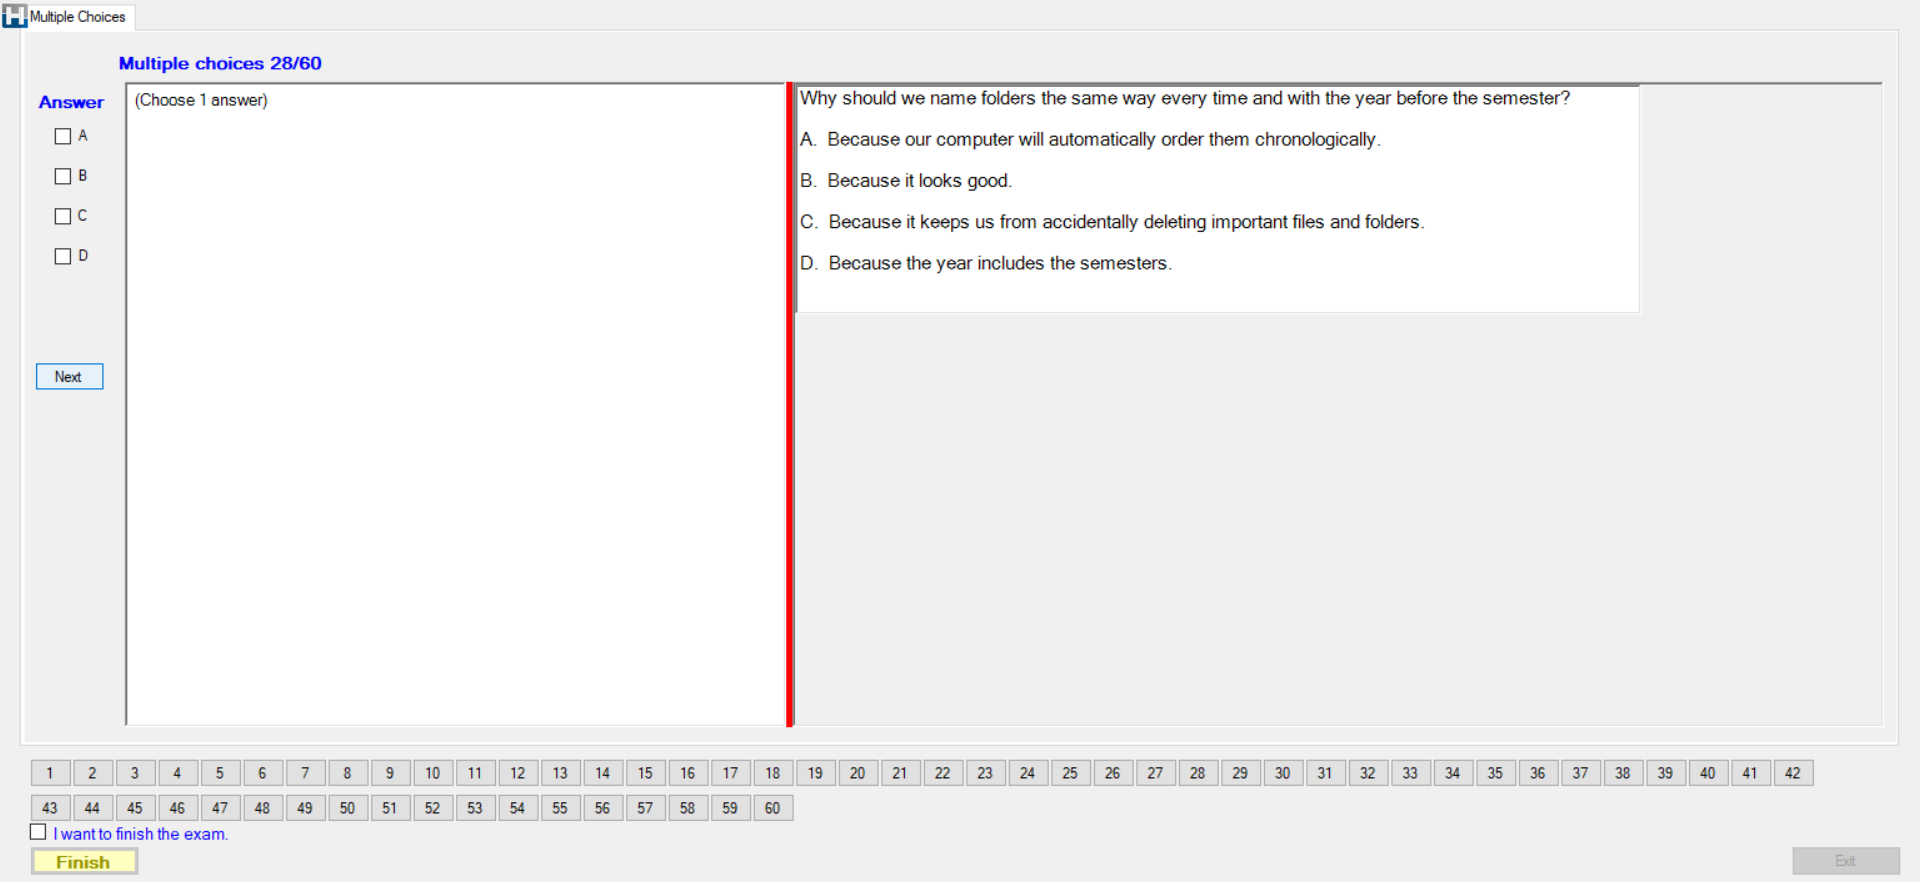 Multiple Choices
Multiple choices 28/60
Answer
A
B
C
D
Next
(Choose 1 answer)
Why should we name folders the same way every time and with the year before the semester?
A. Because our computer will automatically order them chronologically.
B. Because it looks good.
C. Because it keeps us from accidentally deleting important files and folders.
D. Because the year includes the semesters.
1 2 3 4 5 6 7 8 9 10 11 12 13 14 15 16 17 18 19 20 21 22 23 24 25 26 27 28 29 30 31 32 33 34 35 36 37 38 39 40 41 42
43 44 45 46 47 48 49 50 51 52 53 54 55 56 57 58 59 60
I want to finish the exam.
Finish
Exit